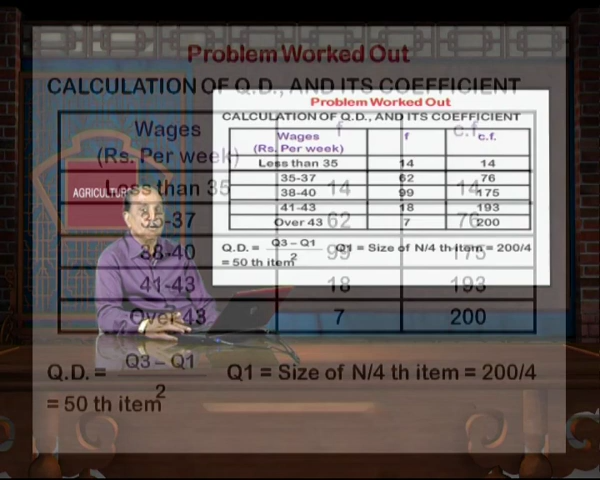 Problem Worked Out
CALCULATION OF Q.D., AND ITS COEFFICIENT
Wages f c.f.
(Rs. Per week)
Less than 35 14 14
35-37 62 76
38-40 99 175
41-43 18 193
Over 43 7 200
Q.D. = Q3 – Q1 Q1 = Size of N/4 th item = 200/4
2
= 50 th item
Problem Worked Out
CALCULATION OF Q.D., AND ITS COEFFICIENT
Wages f c.f.
(Rs. Per week)
Less than 35 14 14
35-37 62 76
38-40 99 175
41-43 18 193
Over 43 7 200
Q.D. = Q3 – Q1 Q1 = Size of N/4 th item = 200/4
2
= 50 th item
AGRICULTUR